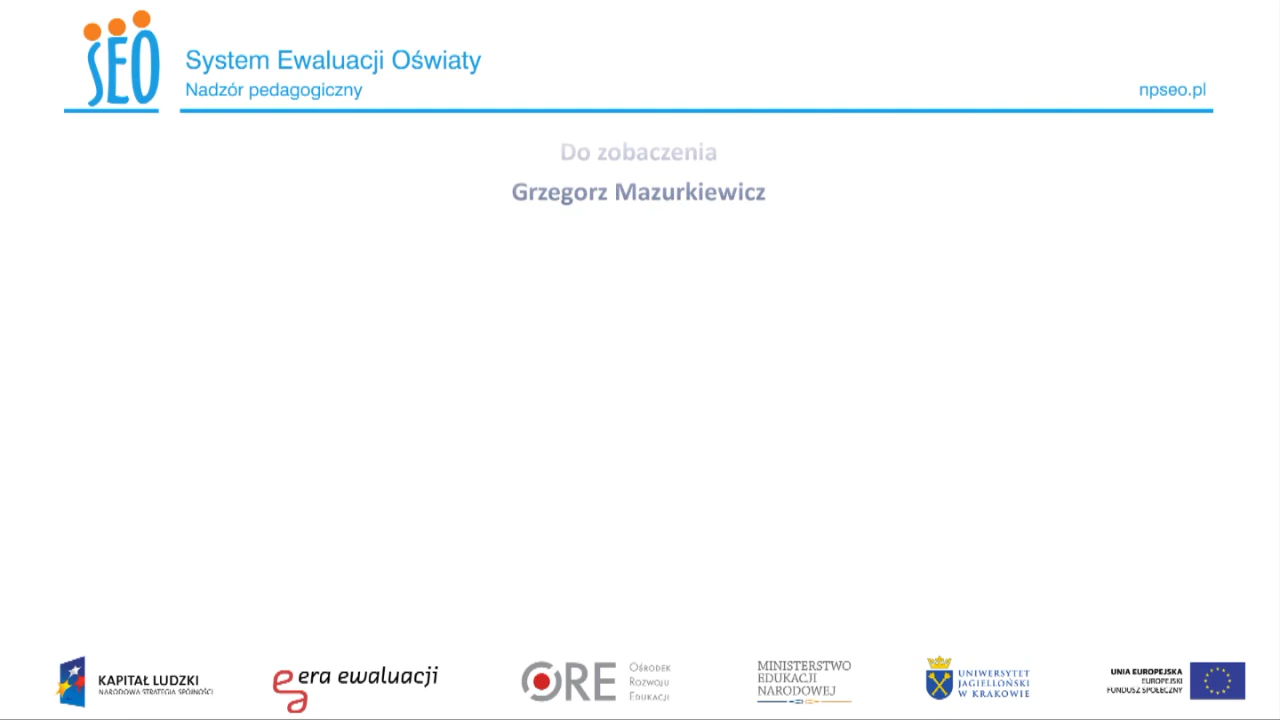 SEO
System Ewaluacji Oświaty
Nadzór pedagogiczny
npseo.pl
Do zobaczenia
Grzegorz Mazurkiewicz
KAPITAŁ LUDZKI
NARODOWA STRATEGIA SPÓJNOŚCI
era ewaluacji
ORE
Ośrodek
Rozwoju
Edukacji
MINISTERSTWO
EDUKACJI
NARODOWEJ
UNIWERSYTET
JAGIELLOŃSKI
W KRAKOWIE
UNIA EUROPEJSKA
EUROPEJSKI
FUNDUSZ SPOŁECZNY